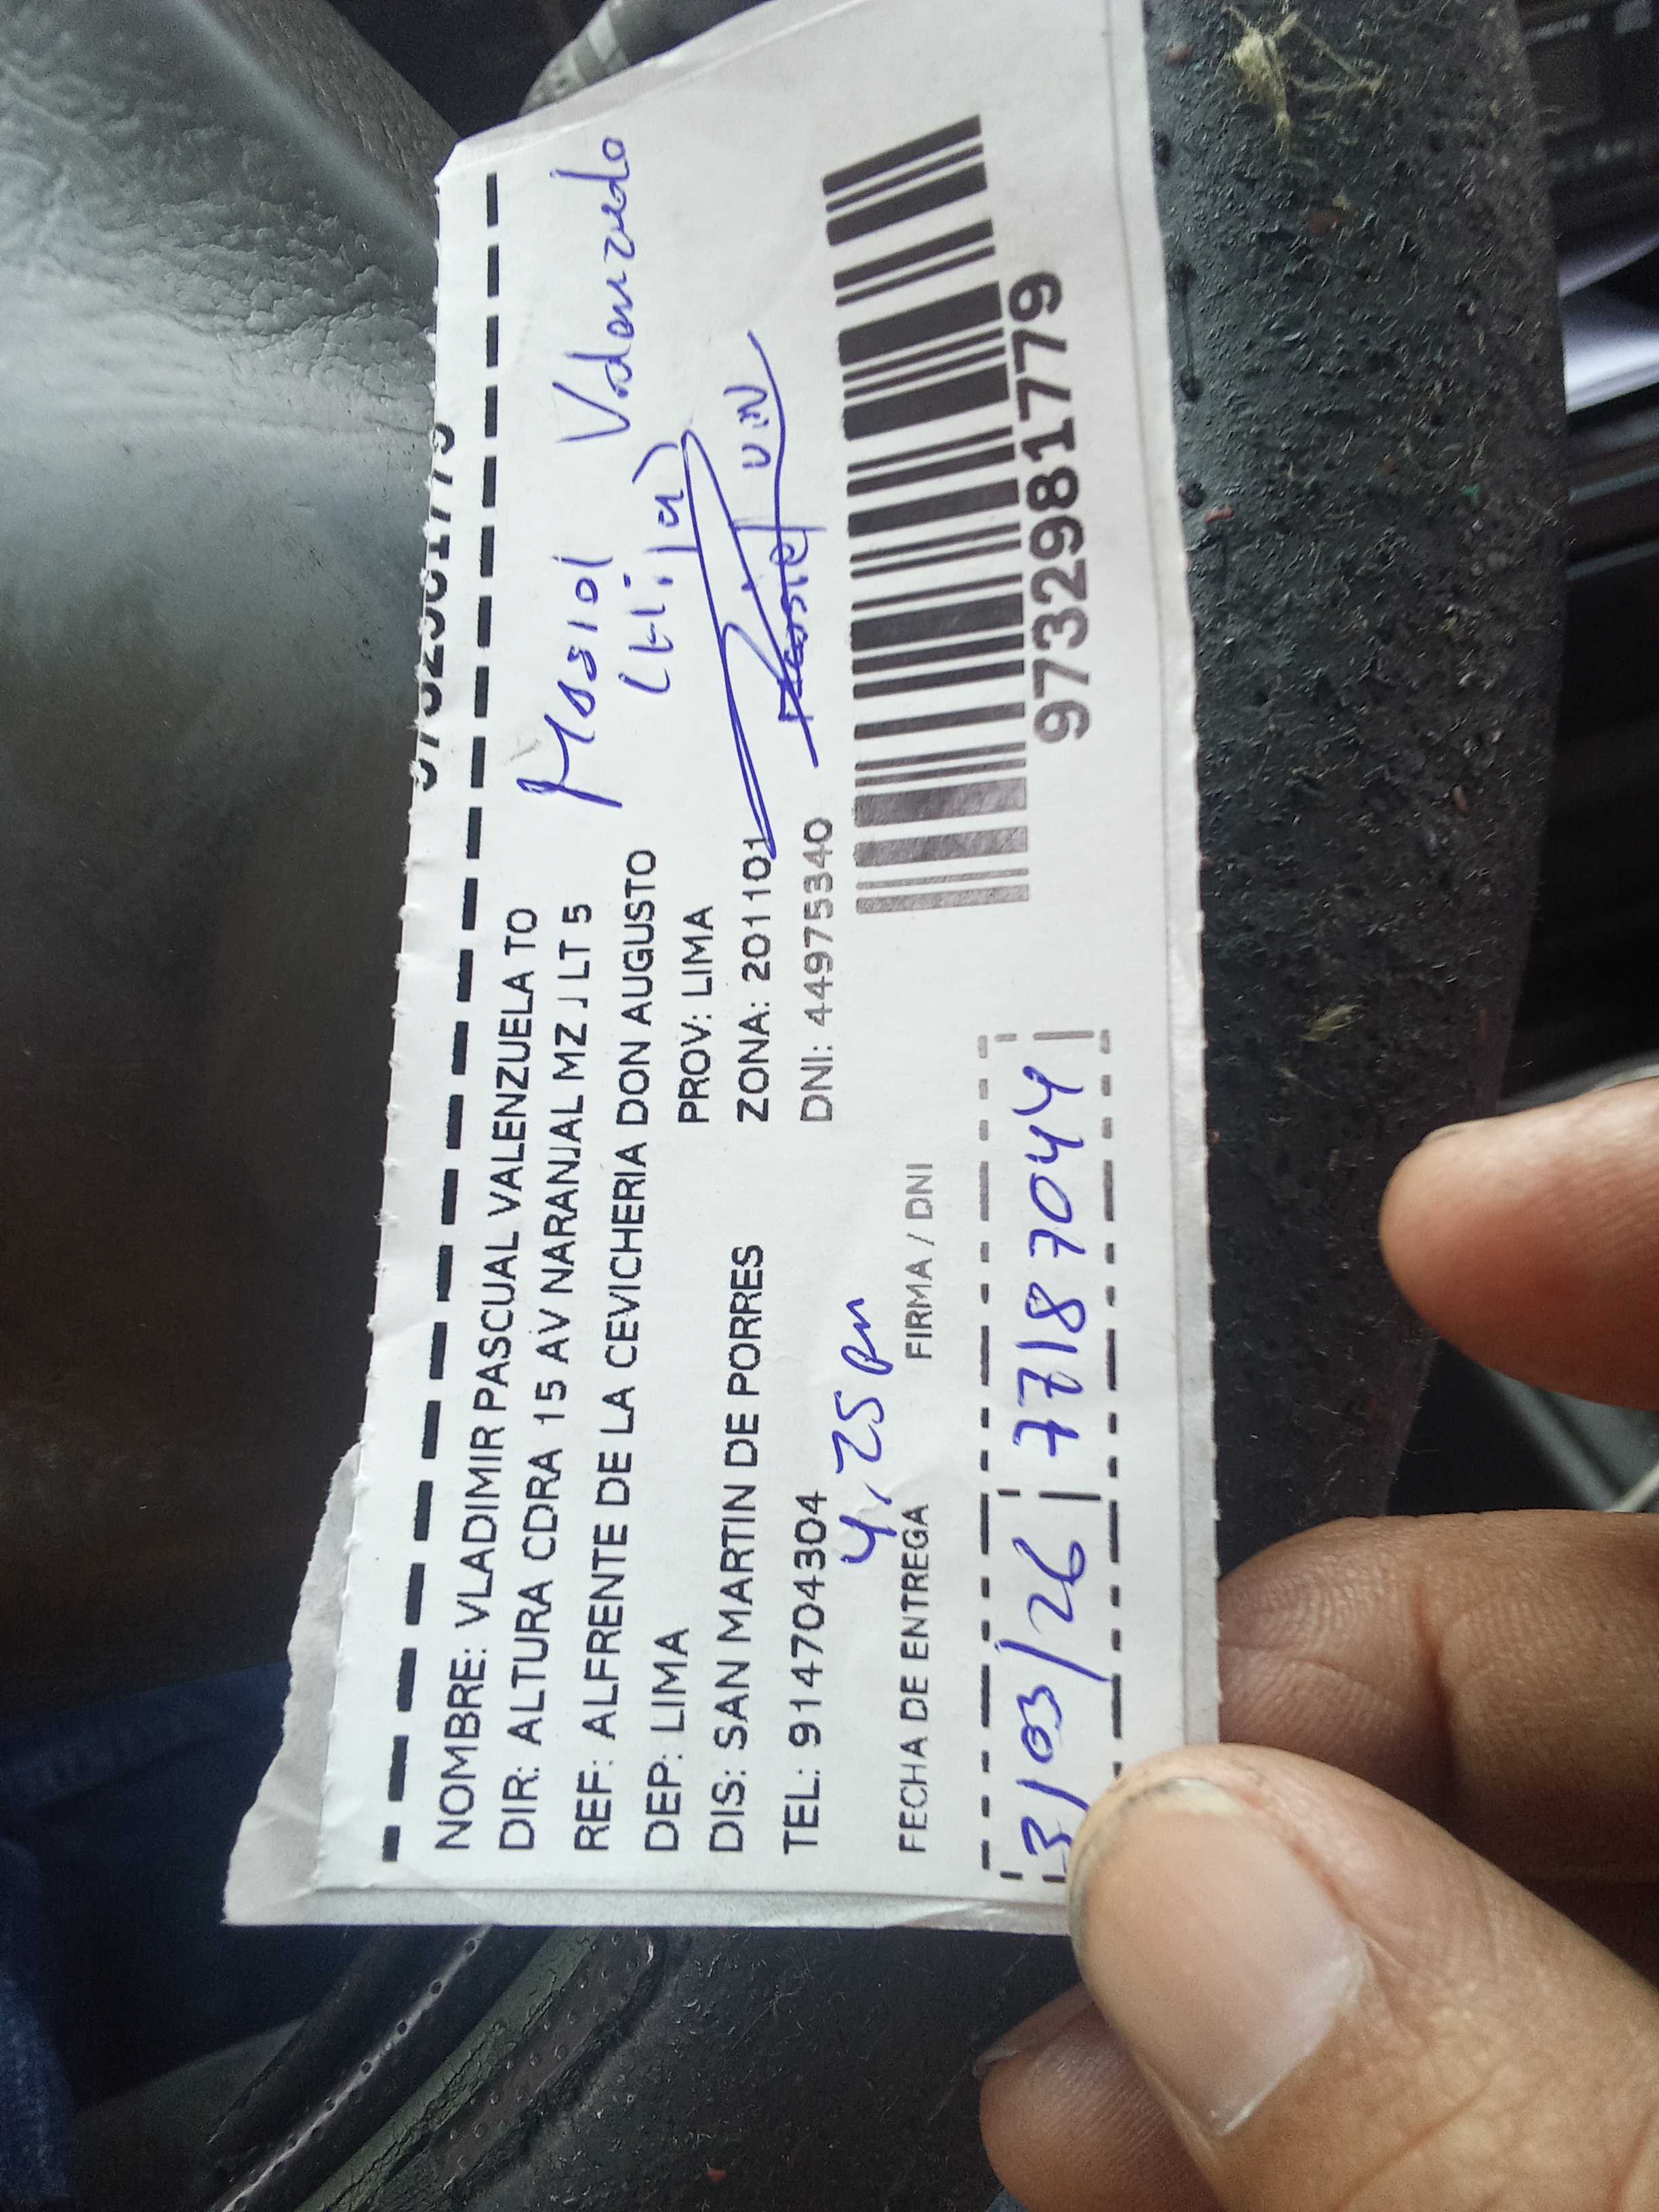 NOMBRE: VLADIMIR PASCUAL VALENZUELA TO
DIR: ALTURA CDRA 15 AV NARANJAL MZ J LT 5
REF: ALFRENTE DE LA CEVICHERIA DON AUGUSTO
DEP: LIMA PROV: LIMA
DIS: SAN MARTIN DE PORRES ZONA: 201101
TEL: 914704304 DNI: 44975340
Valenzuela
(Hija)
4:25 pm
FECHA DE ENTREGA FIRMA / DNI
3/03/26 77187044
9732981779